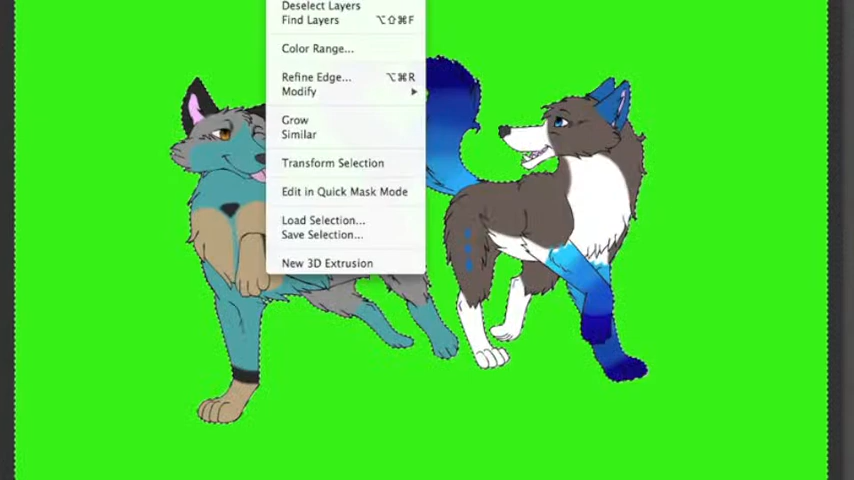 Deselect Layers
Find Layers ⌥⇧⌘F
Color Range...
Refine Edge... ⌥⌘R
Modify ▶
Grow
Similar
Transform Selection
Edit in Quick Mask Mode
Load Selection...
Save Selection...
New 3D Extrusion